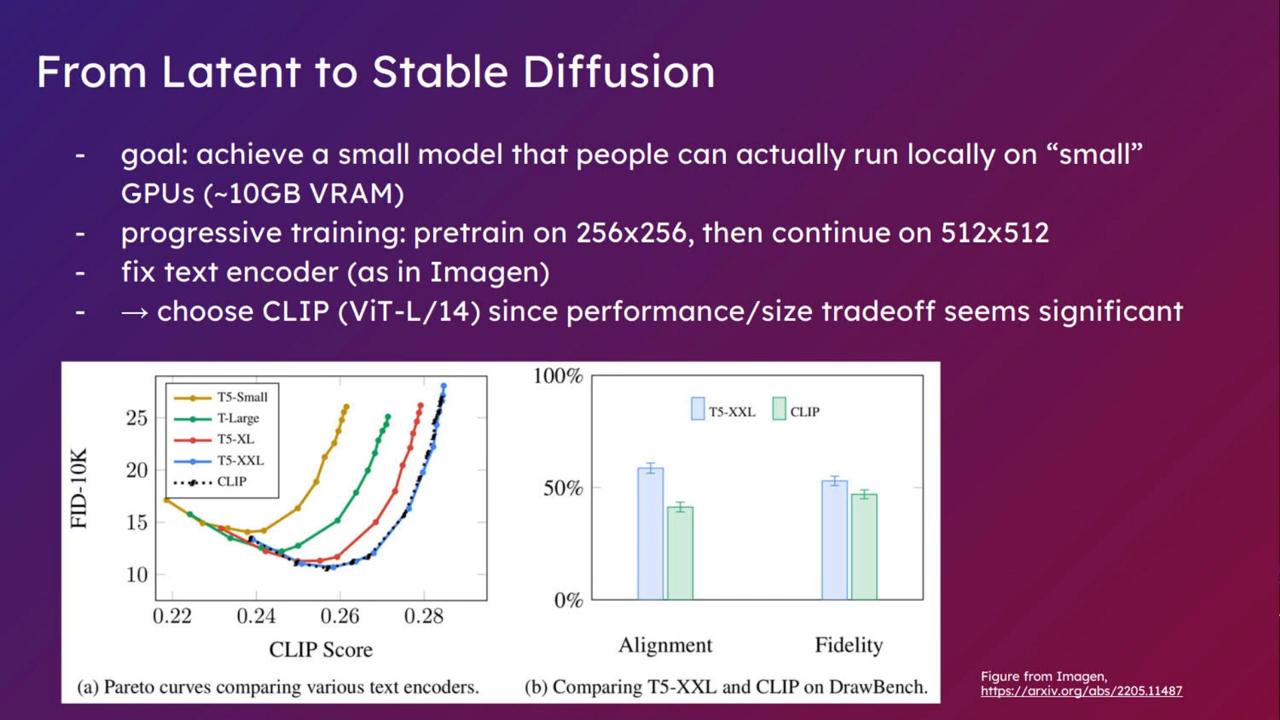 From Latent to Stable Diffusion
- goal: achieve a small model that people can actually run locally on “small”
GPUs (~10GB VRAM)
- progressive training: pretrain on 256x256, then continue on 512x512
- fix text encoder (as in Imagen)
- → choose CLIP (ViT-L/14) since performance/size tradeoff seems significant
FID-10K
25
20
15
10
T5-Small
T-Large
T5-XL
T5-XXL
CLIP
0.22 0.24 0.26 0.28
CLIP Score
(a) Pareto curves comparing various text encoders.
100%
50%
0%
T5-XXL CLIP
Alignment Fidelity
(b) Comparing T5-XXL and CLIP on DrawBench.
Figure from Imagen,
https://arxiv.org/abs/2205.11487